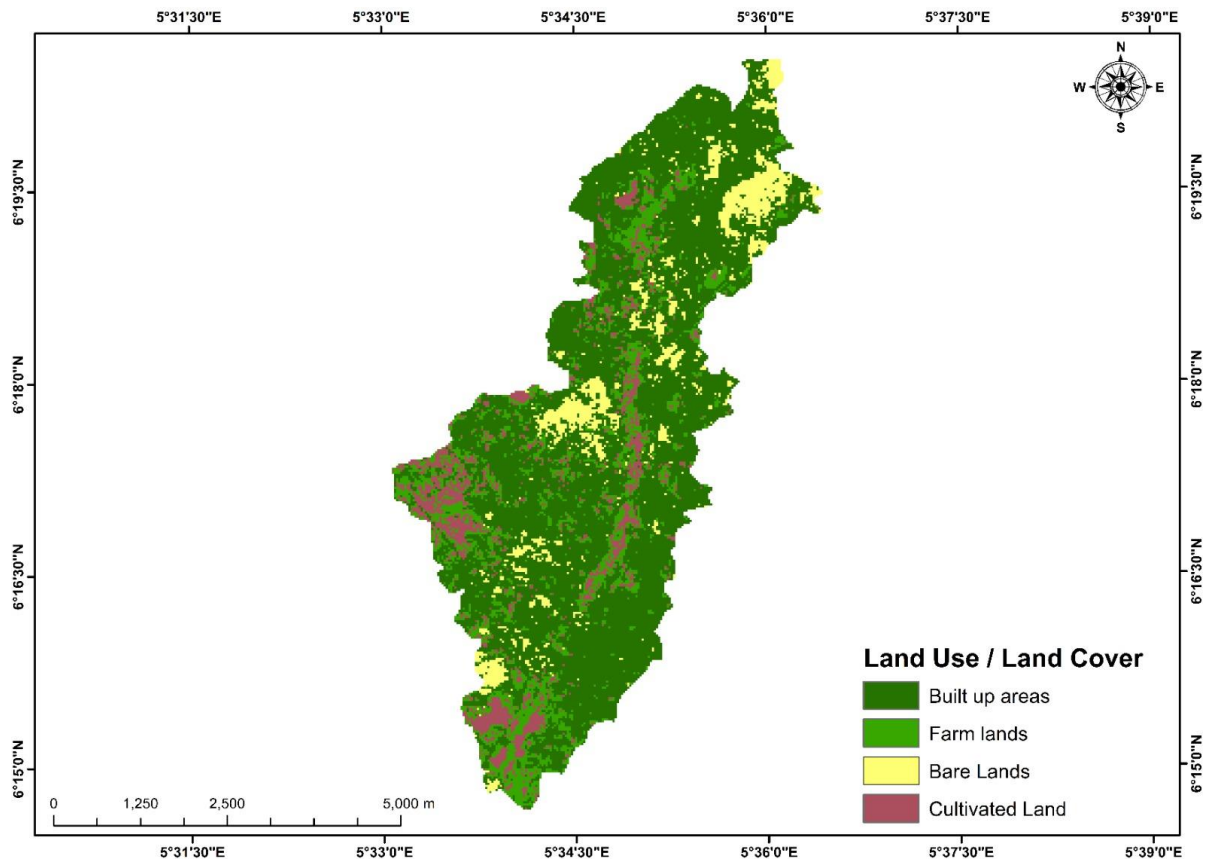 5°31'30"E 5°33'0"E 5°34'30"E 5°36'0"E 5°37'30"E 5°39'0"E
N
W E
S
6°19'30"N 6°19'30"N
6°18'0"N 6°18'0"N
6°16'30"N 6°16'30"N
6°15'0"N 6°15'0"N
Land Use / Land Cover
Built up areas
Farm lands
Bare Lands
Cultivated Land
0 1,250 2,500 5,000 m
5°31'30"E 5°33'0"E 5°34'30"E 5°36'0"E 5°37'30"E 5°39'0"E